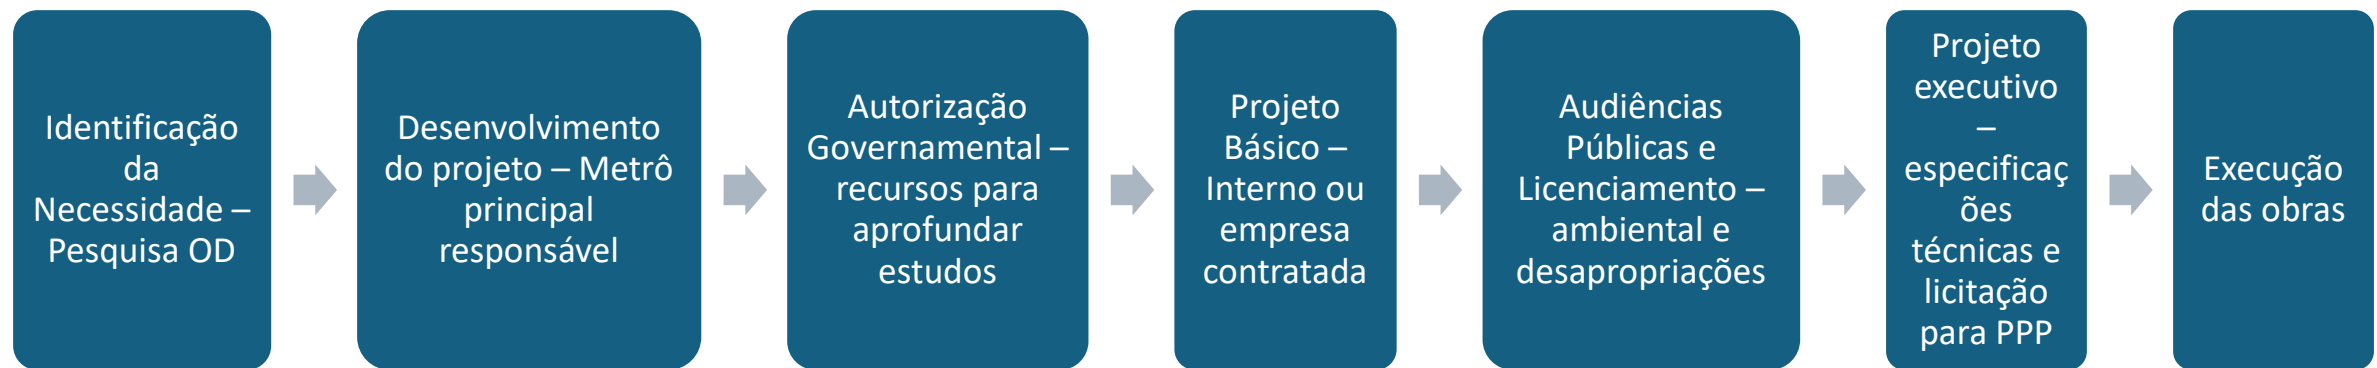 Identificação
da
Necessidade –
Pesquisa OD
Desenvolvimento
do projeto – Metrô
principal
responsável
Autorização
Governamental –
recursos para
aprofundar
estudos
Projeto
Básico –
Interno ou
empresa
contratada
Audiências
Públicas e
Licenciamento –
ambiental e
desapropriações
Projeto
executivo
–
especificaç
ões
técnicas e
licitação
para PPP
Execução
das obras